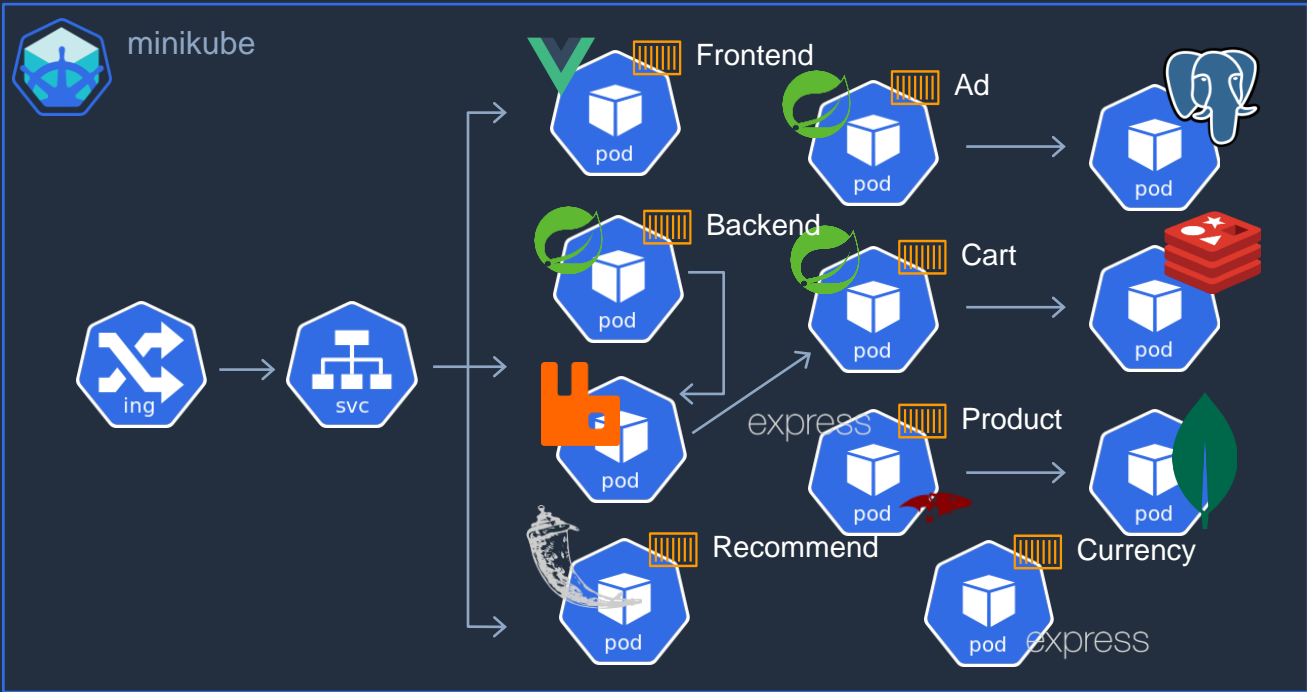 minikube
Frontend
pod
Ad
pod
pod
Backend
pod
Cart
pod
pod
ing
svc
pod
express
Product
pod
pod
Recommend
pod
Currency
pod
express